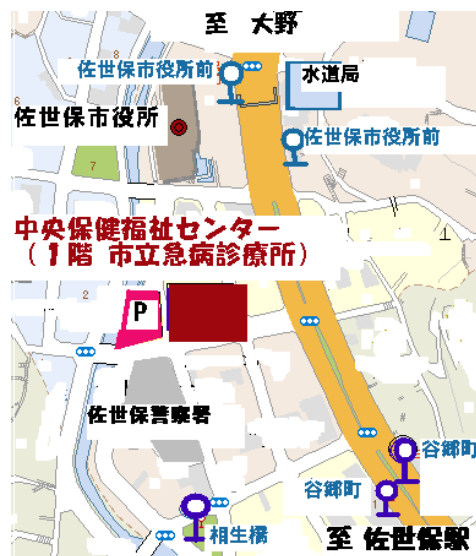 至 大野
佐世保市役所前
水道局
佐世保市役所
佐世保市役所前
7
中央保健福祉センター
(1階 市立急病診療所)
2
P
佐世保警察署
谷郷町
谷郷町
相生橋
至 佐世保駅